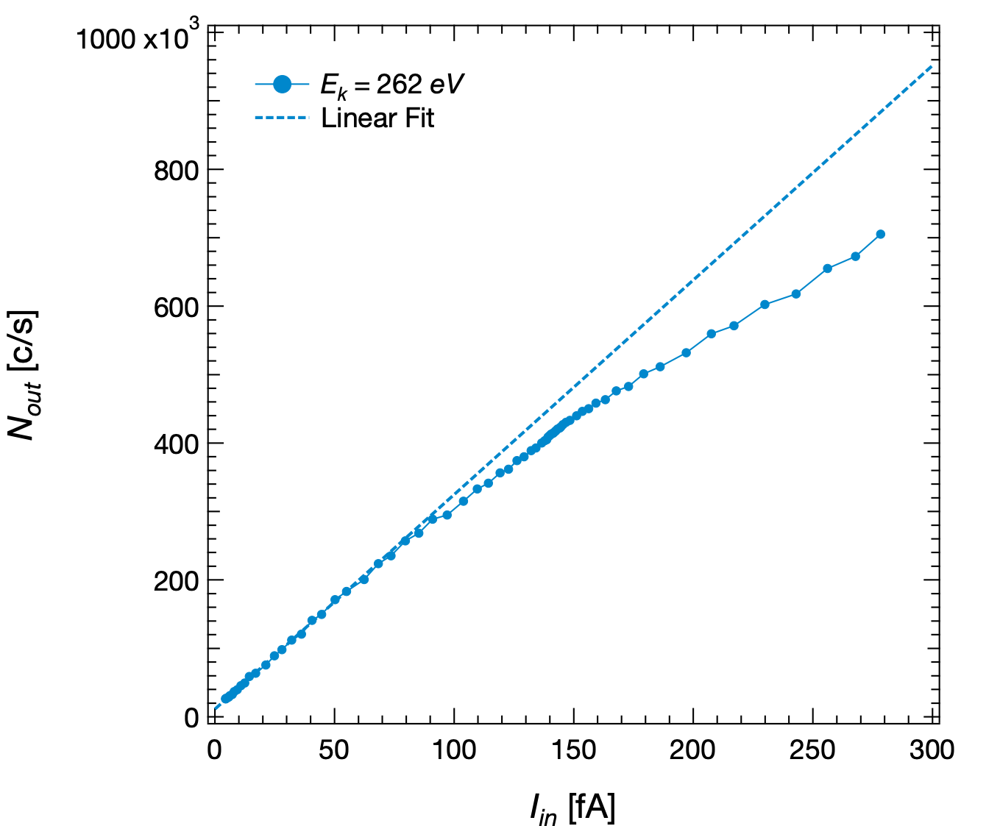 1000 x10³
E_k = 262 eV
Linear Fit
800
600
400
200
0
N_out [c/s]
0 50 100 150 200 250 300
I_in [fA]